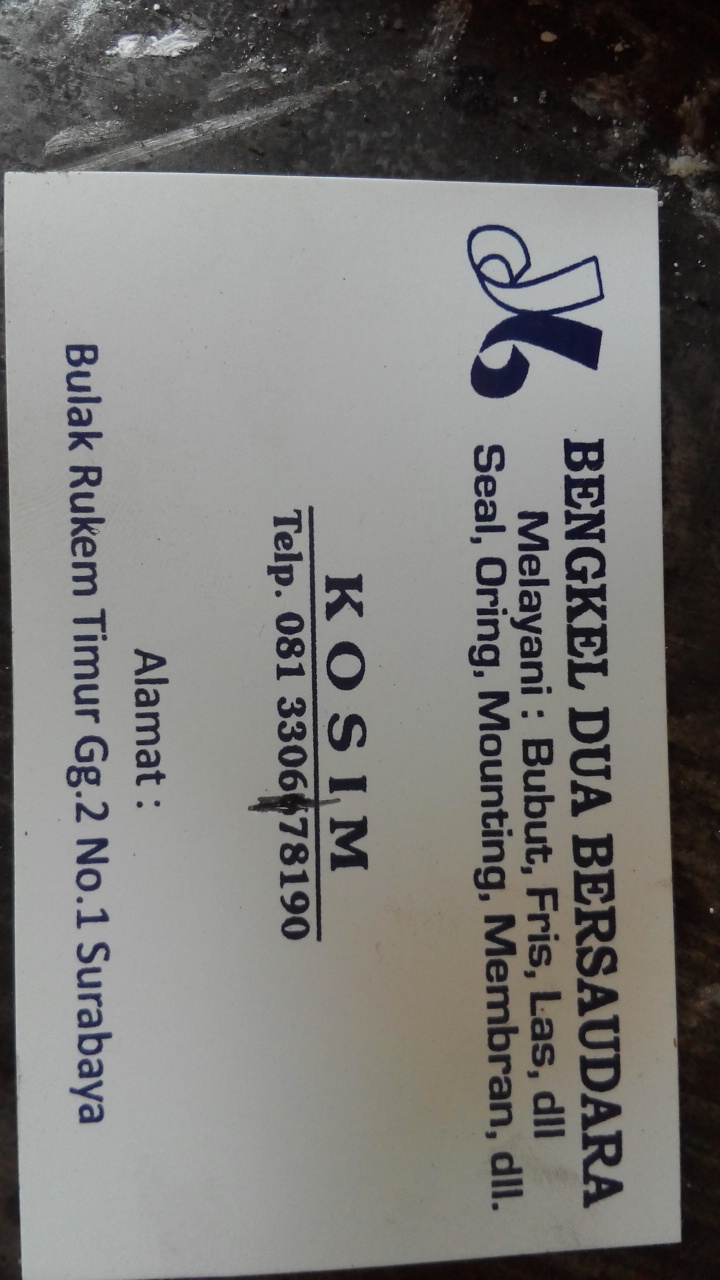 BENGKEL DUA BERSAUDARA
Melayani : Bubut, Fris, Las, dll
Seal, Oring, Mounting, Membran, dll.
KOSIM
Telp. 081 3306 78190
Alamat :
Bulak Rukem Timur Gg.2 No.1 Surabaya